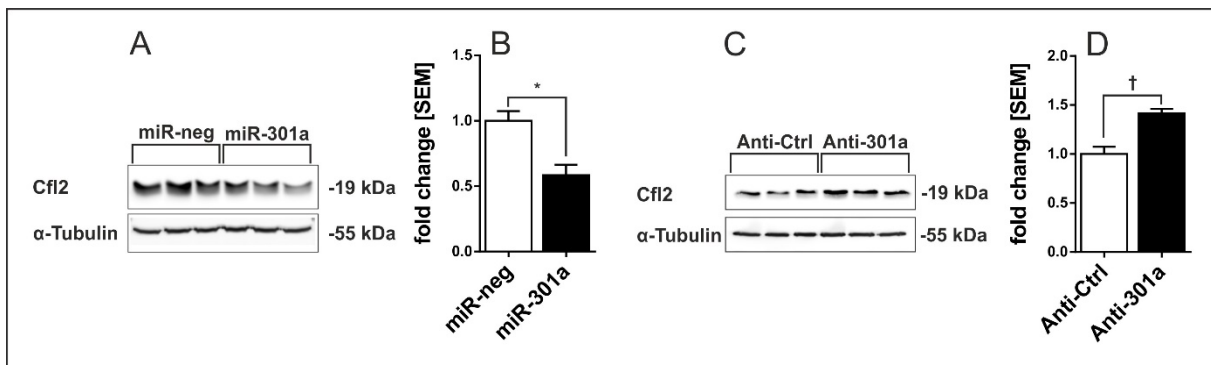 A
miR-neg miR-301a
Cfl2
-19 kDa
α-Tubulin
-55 kDa
B
fold change [SEM]
1.5
1.0
0.5
0.0
*
miR-neg
miR-301a
C
Anti-Ctrl Anti-301a
Cfl2
-19 kDa
α-Tubulin
-55 kDa
D
fold change [SEM]
2.0
1.5
1.0
0.5
0.0
†
Anti-Ctrl
Anti-301a